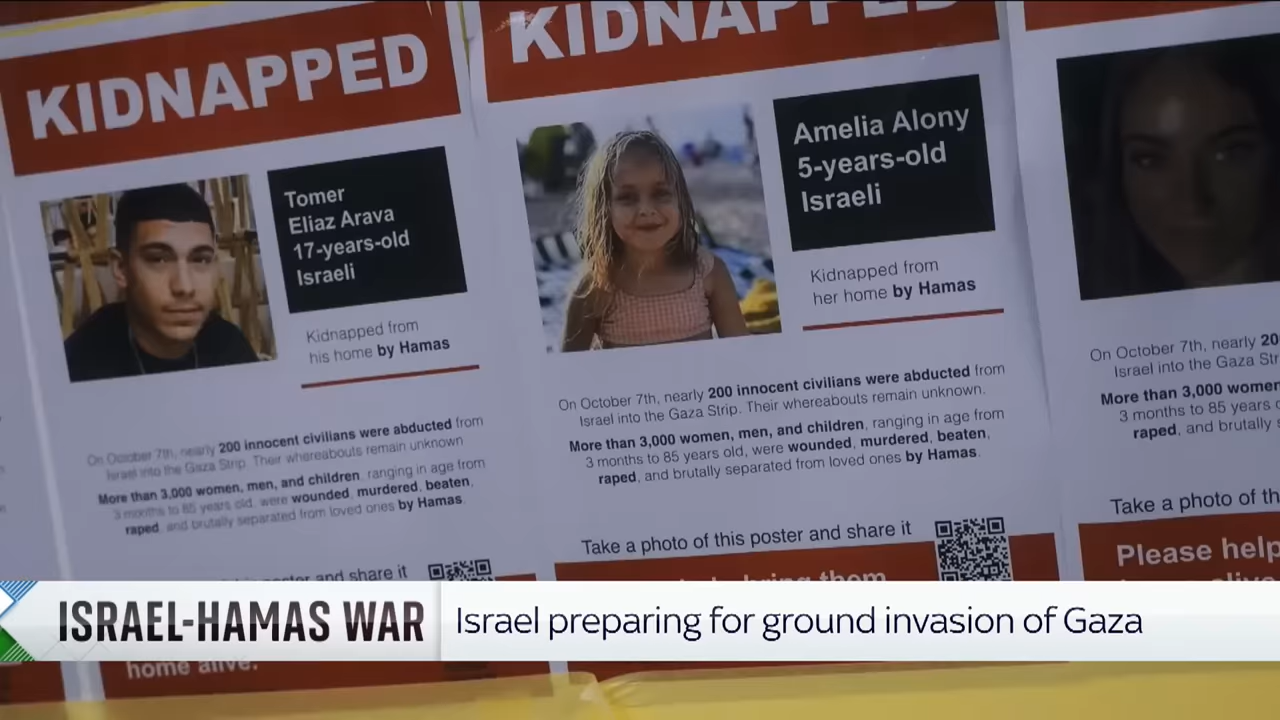 KIDNAPPED
Tomer
Eliaz Arava
17-years-old
Israeli
Kidnapped from
his home by Hamas
On October 7th, nearly 200 innocent civilians were abducted from
Israel into the Gaza Strip. Their whereabouts remain unknown
More than 3,000 women, men, and children, ranging in age from
3 months to 85 years old, were wounded, murdered, beaten,
raped, and brutally separated from loved ones by Hamas.
poster and share it
home alive.
KIDNAPPED
Amelia Alony
5-years-old
Israeli
Kidnapped from
her home by Hamas
On October 7th, nearly 200 innocent civilians were abducted from
Israel into the Gaza Strip. Their whereabouts remain unknown.
More than 3,000 women, men, and children, ranging in age from
3 months to 85 years old, were wounded, murdered, beaten,
raped, and brutally separated from loved ones by Hamas.
Take a photo of this poster and share it
bring them
On October 7th, nearly 20
Israel into the Gaza Str
More than 3,000 women
3 months to 85 years o
raped, and brutally s
Take a photo of th
Please help
alive
ISRAEL-HAMAS WAR
Israel preparing for ground invasion of Gaza